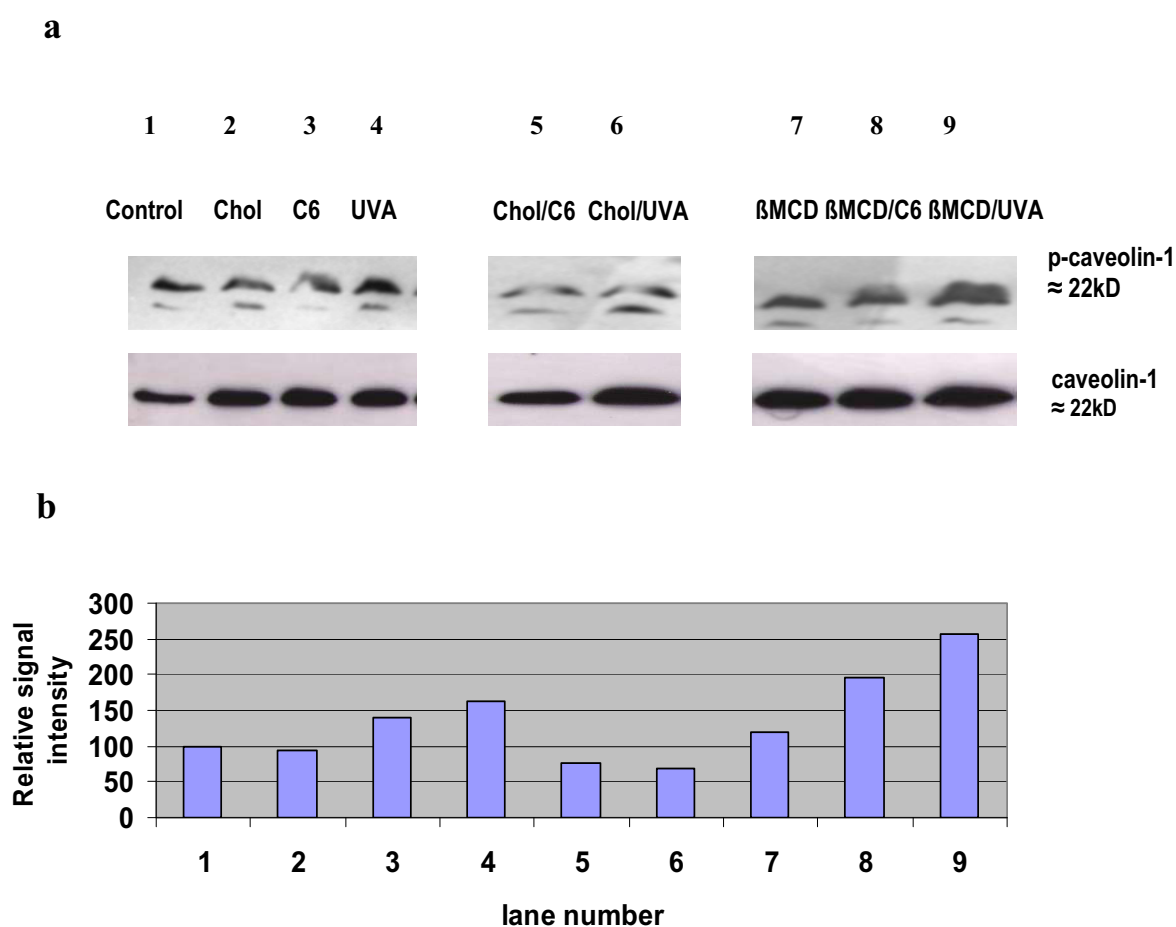 a
1 2 3 4 5 6 7 8 9
Control Chol C6 UVA Chol/C6 Chol/UVA ßMCD ßMCD/C6 ßMCD/UVA
p-caveolin-1
≈ 22kD
caveolin-1
≈ 22kD
b
Relative signal
intensity
300
250
200
150
100
50
0
1 2 3 4 5 6 7 8 9
lane number